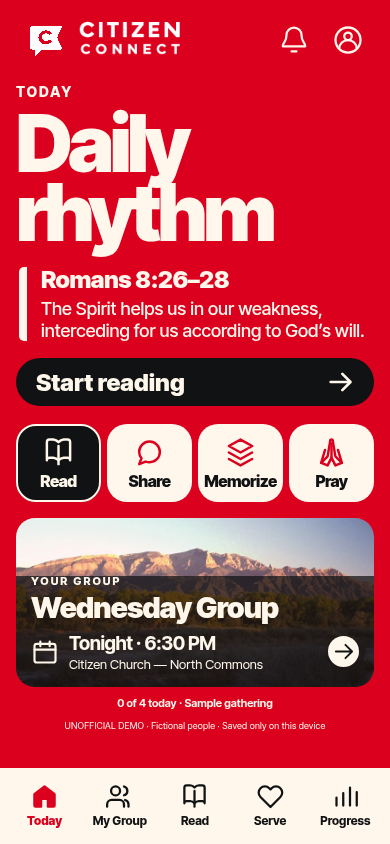 CITIZEN
CONNECT
TODAY
Daily
rhythm
Romans 8:26–28
The Spirit helps us in our weakness,
interceding for us according to God’s will.
Start reading
Read
Share
Memorize
Pray
YOUR GROUP
Wednesday Group
Tonight · 6:30 PM
Citizen Church — North Commons
0 of 4 today · Sample gathering
UNOFFICIAL DEMO · Fictional people · Saved only on this device
Today
My Group
Read
Serve
Progress